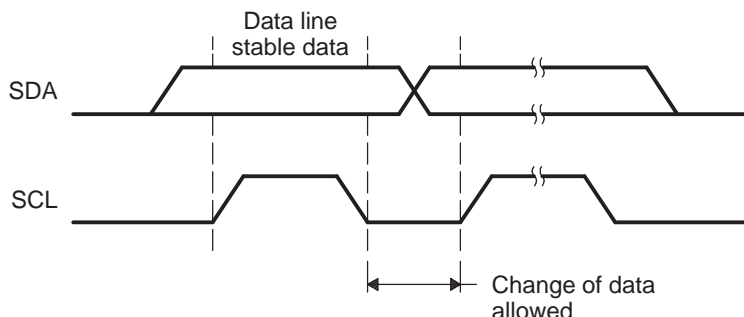 Data line
stable data
SDA
SCL
Change of data
allowed